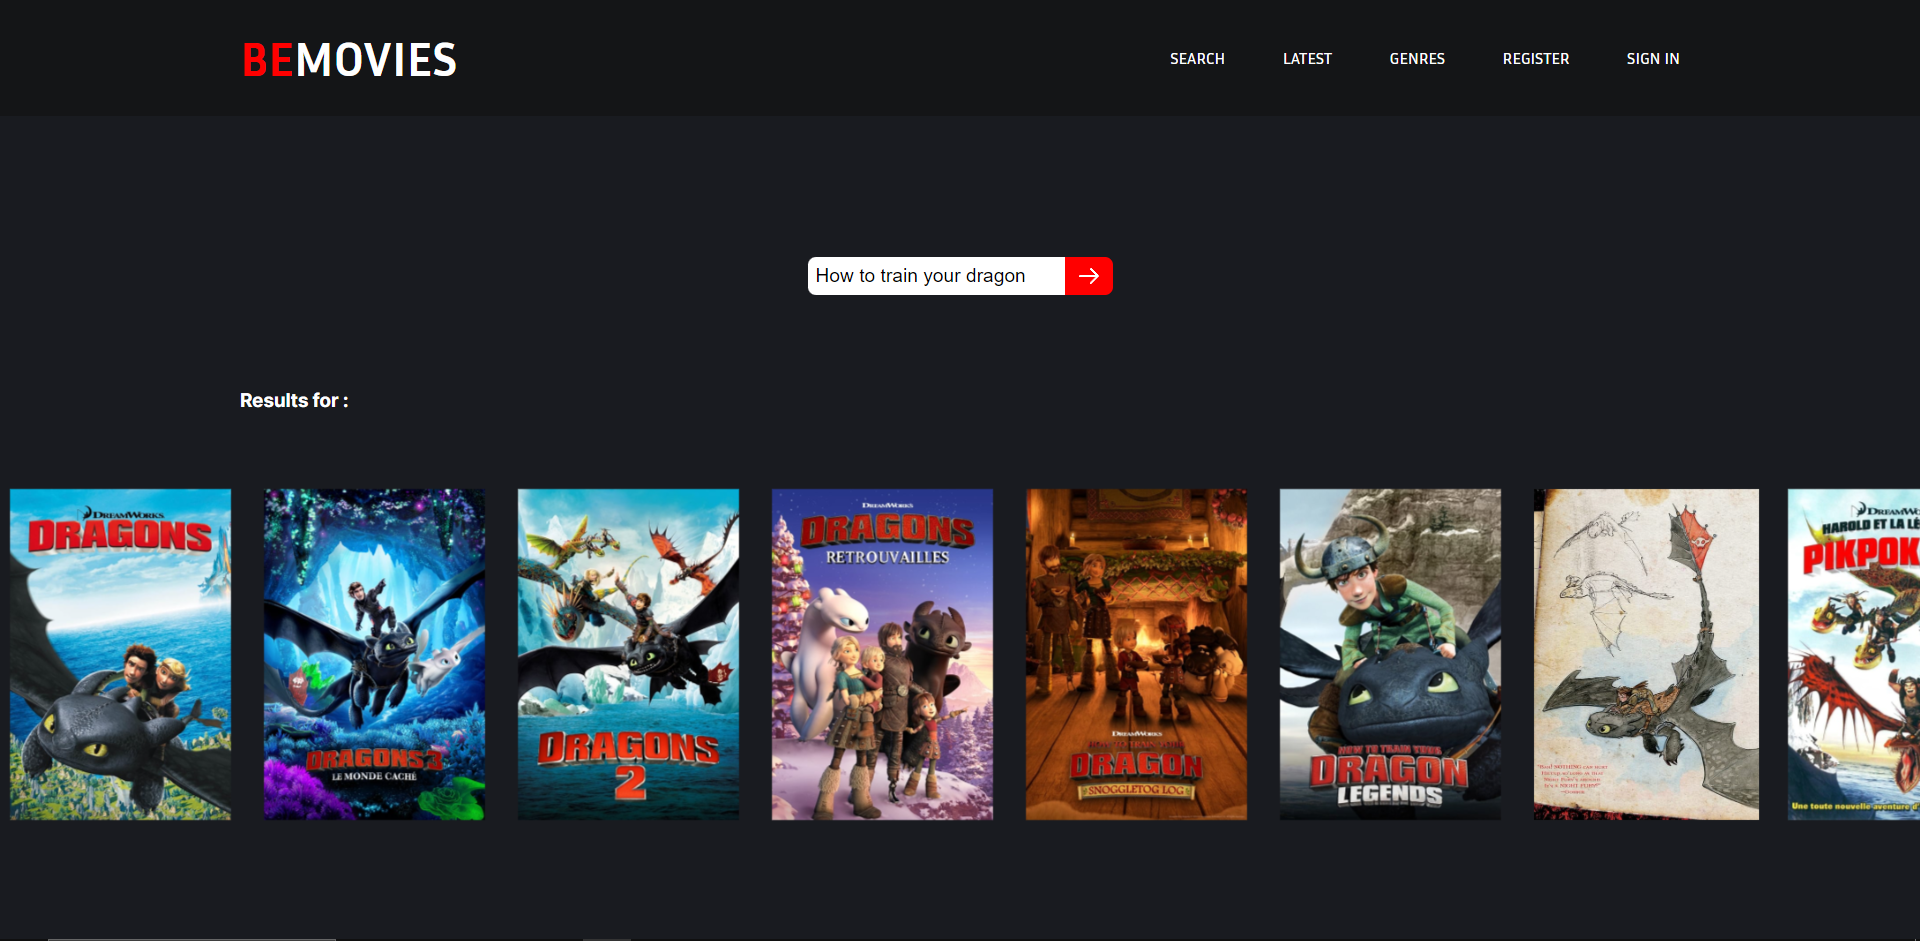 BEMOVIES
SEARCH LATEST GENRES REGISTER SIGN IN
How to train your dragon
Results for :
DREAMWORKS
DRAGONS
DRAGONS 3
LE MONDE CACHÉ
DRAGONS
2
DREAMWORKS
DRAGONS
RETROUVAILLES
DREAMWORKS
HOW TO TRAIN YOUR
DRAGON
SNOGGLETOG LOG
HOW TO TRAIN YOUR
DRAGON
LEGENDS
DREAMWO
HAROLD ET LA LÉ
PIKPOK
Une toute nouvelle aventure d